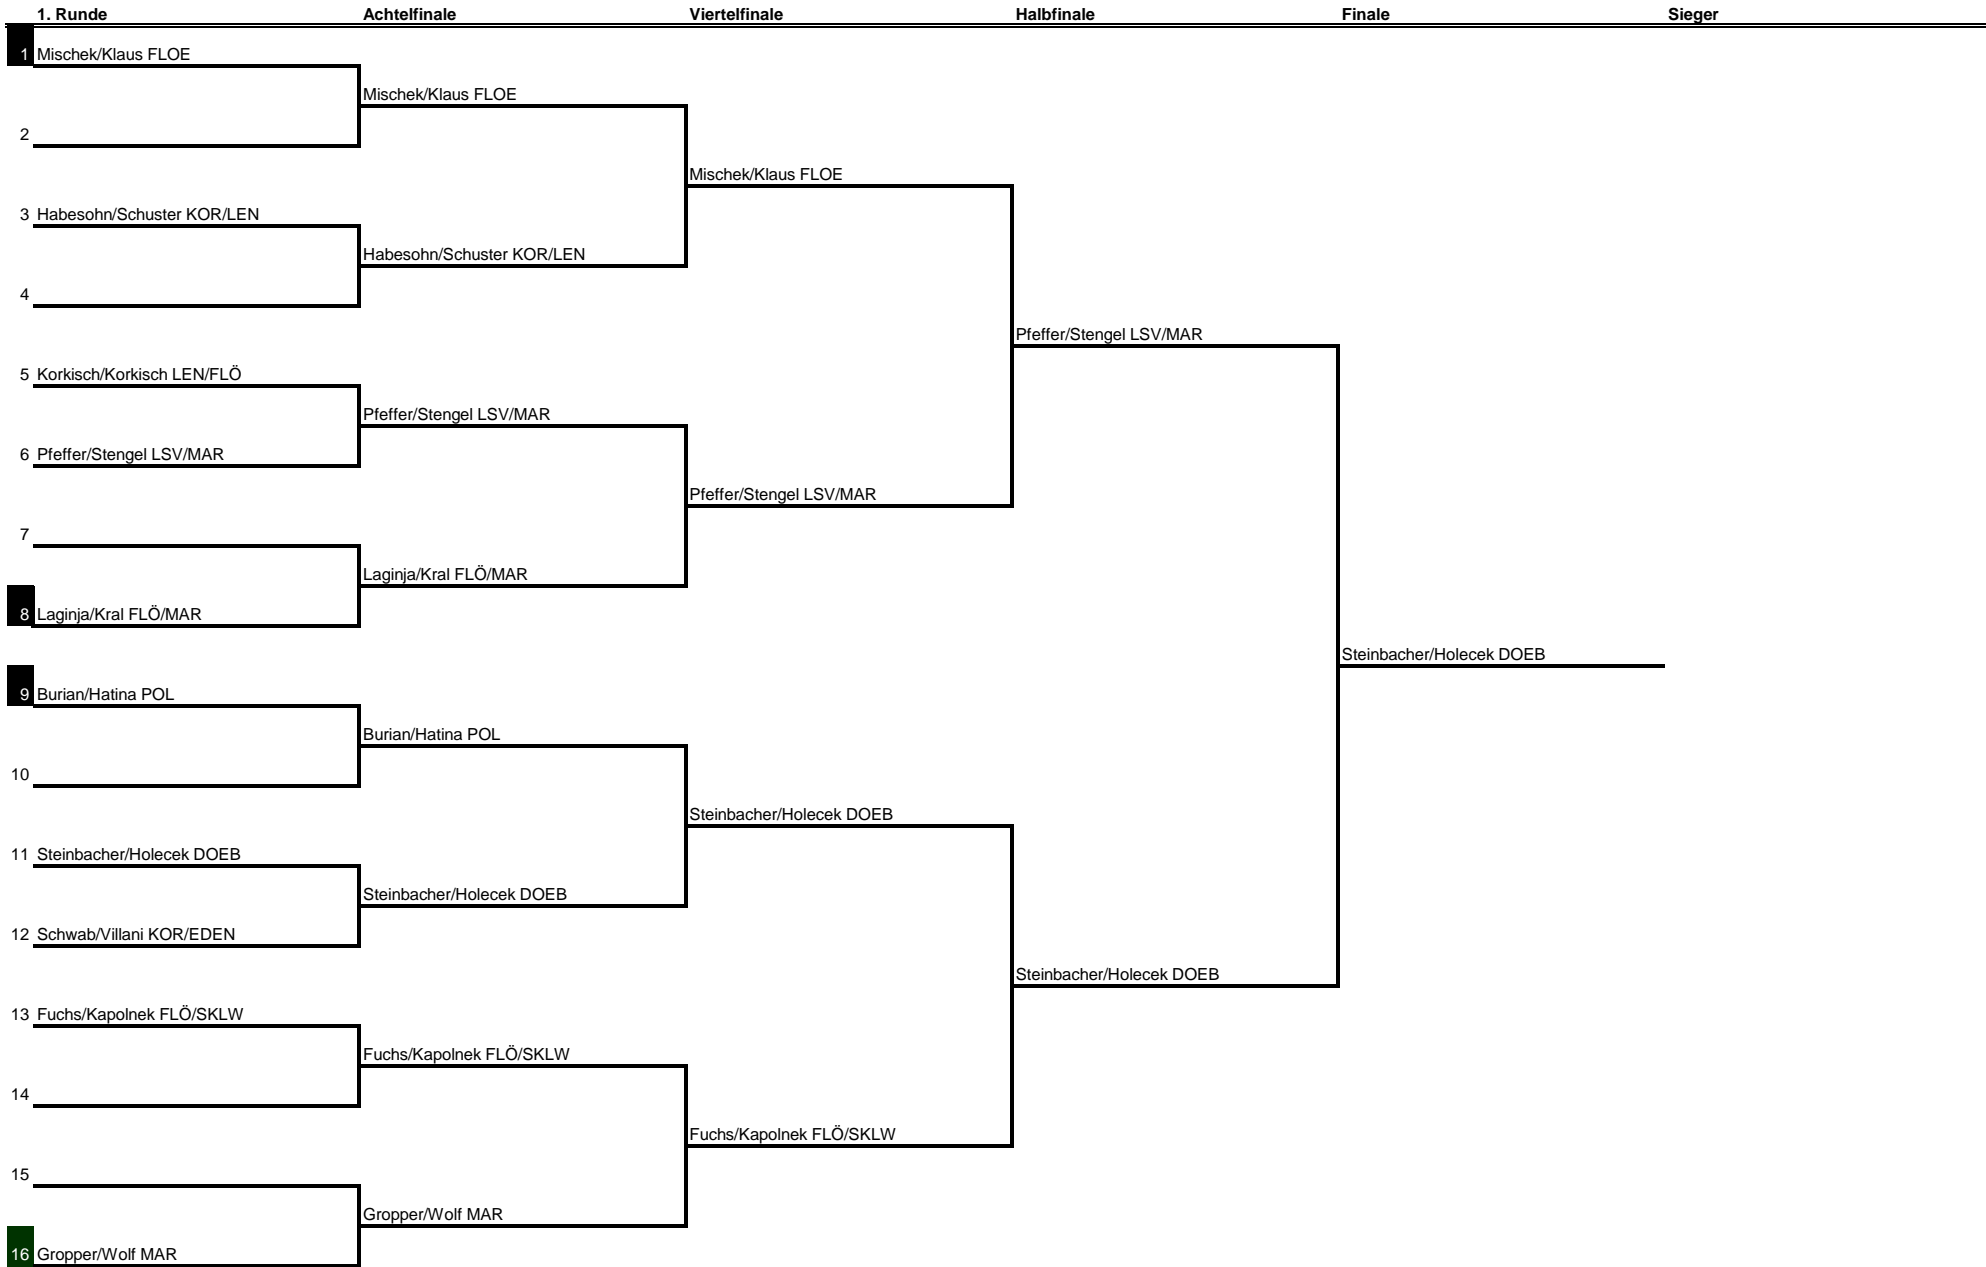 1. Runde Achtelfinale Viertelfinale Halbfinale Finale Sieger
1 Mischek/Klaus FLOE
Mischek/Klaus FLOE
2
Mischek/Klaus FLOE
3 Habesohn/Schuster KOR/LEN
Habesohn/Schuster KOR/LEN
4
Pfeffer/Stengel LSV/MAR
5 Korkisch/Korkisch LEN/FLÖ
Pfeffer/Stengel LSV/MAR
6 Pfeffer/Stengel LSV/MAR
Pfeffer/Stengel LSV/MAR
7
Laginja/Kral FLÖ/MAR
8 Laginja/Kral FLÖ/MAR
Steinbacher/Holecek DOEB
9 Burian/Hatina POL
Burian/Hatina POL
10
Steinbacher/Holecek DOEB
11 Steinbacher/Holecek DOEB
Steinbacher/Holecek DOEB
12 Schwab/Villani KOR/EDEN
Steinbacher/Holecek DOEB
13 Fuchs/Kapolnek FLÖ/SKLW
Fuchs/Kapolnek FLÖ/SKLW
14
Fuchs/Kapolnek FLÖ/SKLW
15
Gropper/Wolf MAR
16 Gropper/Wolf MAR